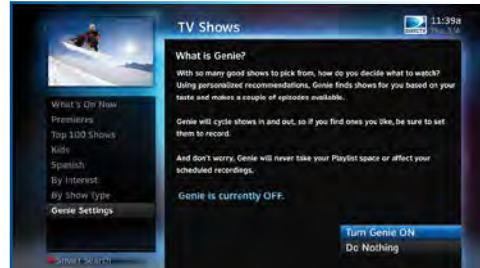 TV Shows
DIRECTV
11:39a
What is Genie?
With so many good shows to pick from, how do you decide what to watch?
Using personalized recommendations, Genie finds shows for you based on your
taste and makes a couple of episodes available.
Genie will cycle shows in and out, so if you find ones you like, be sure to set
them to record.
And don't worry, Genie will never take your Playlist space or affect your
scheduled recordings.
Genie is currently OFF.
What's On Now
Premieres
Top 100 Shows
Kids
Spanish
By Interest
By Show Type
Genie Settings
Turn Genie ON
Do Nothing
Smart Search